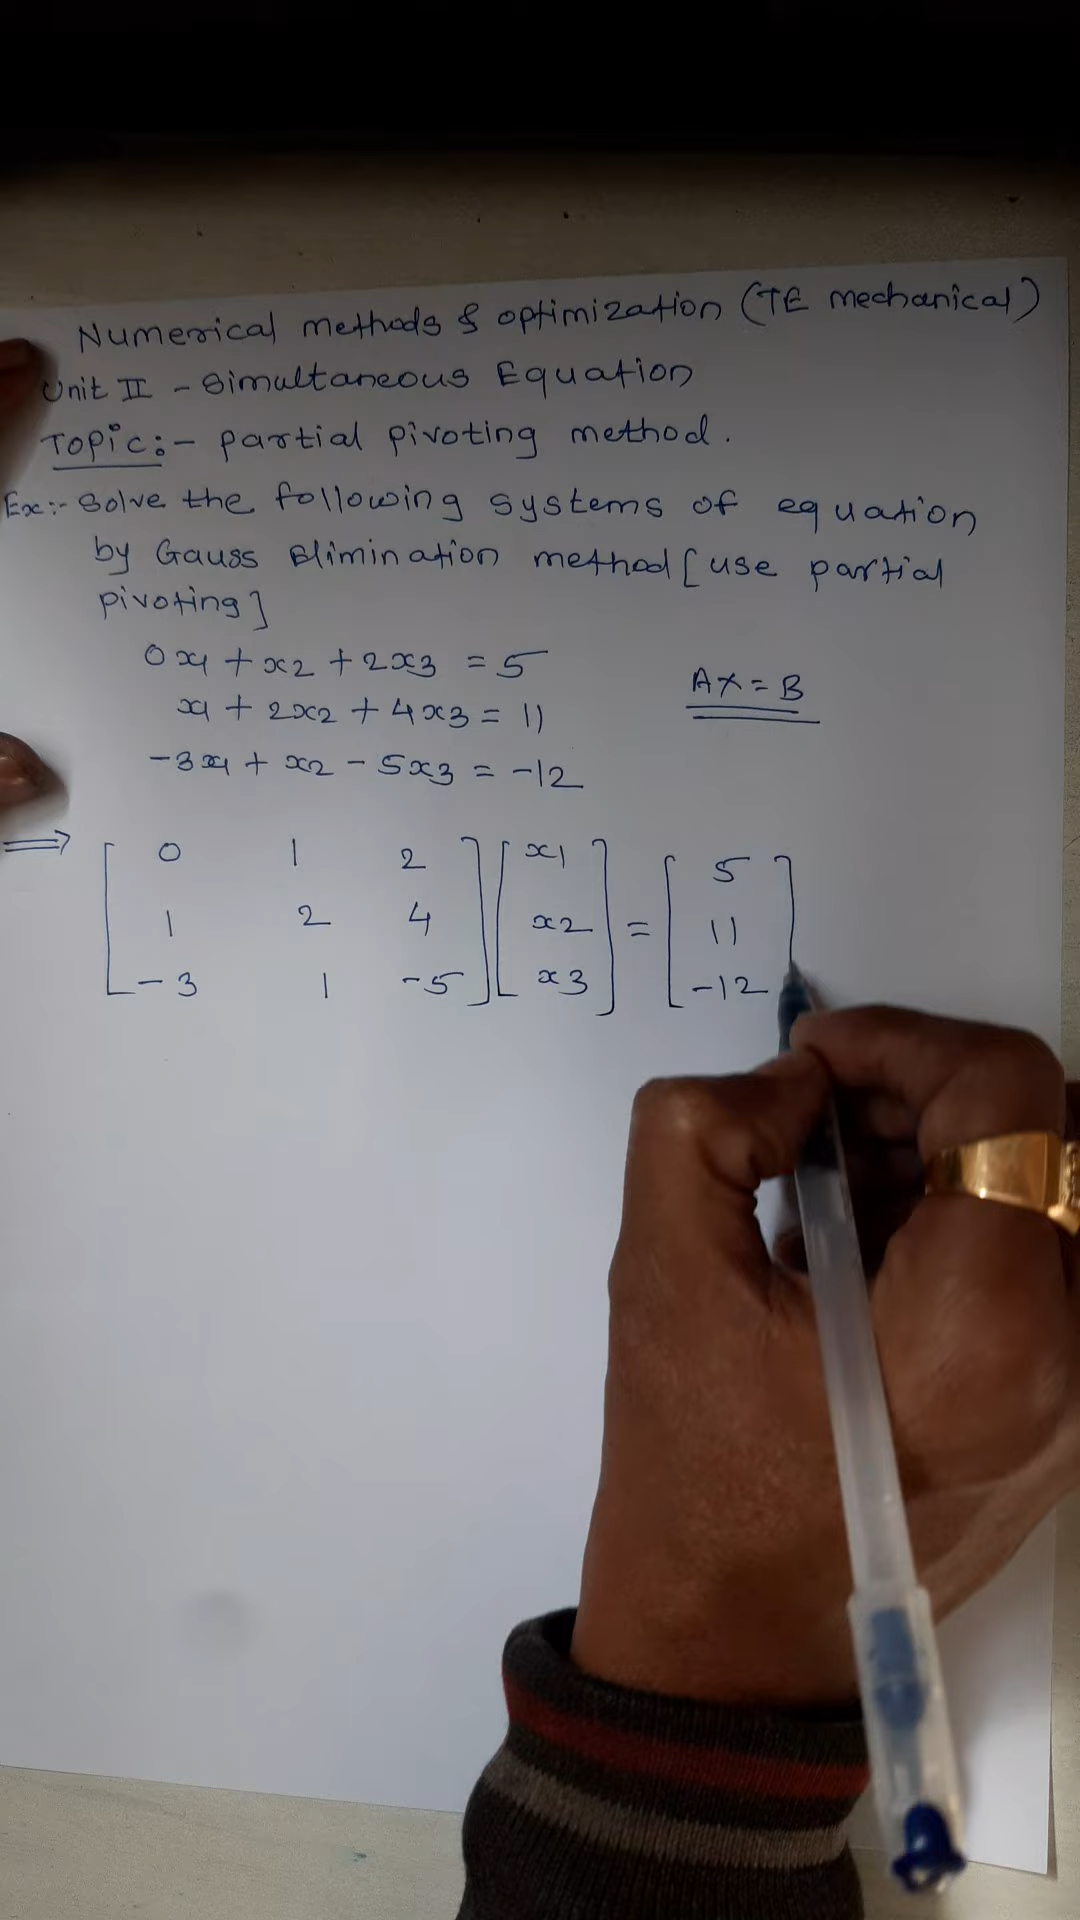 Numerical methods & optimization (TE mechanical)
Unit II - Simultaneous Equation
Topic:- partial pivoting method.
Ex:- Solve the following systems of equation
by Gauss Elimination method [use partial
pivoting]
0x1 + x2 + 2x3 = 5
x1 + 2x2 + 4x3 = 11
AX = B
-3x1 + x2 - 5x3 = -12
⇒ [ 0 1 2 ] [ x1 ] = [ 5 ]
[ 1 2 4 ] [ x2 ] [ 11 ]
[ -3 1 -5 ] [ x3 ] [ -12 ]